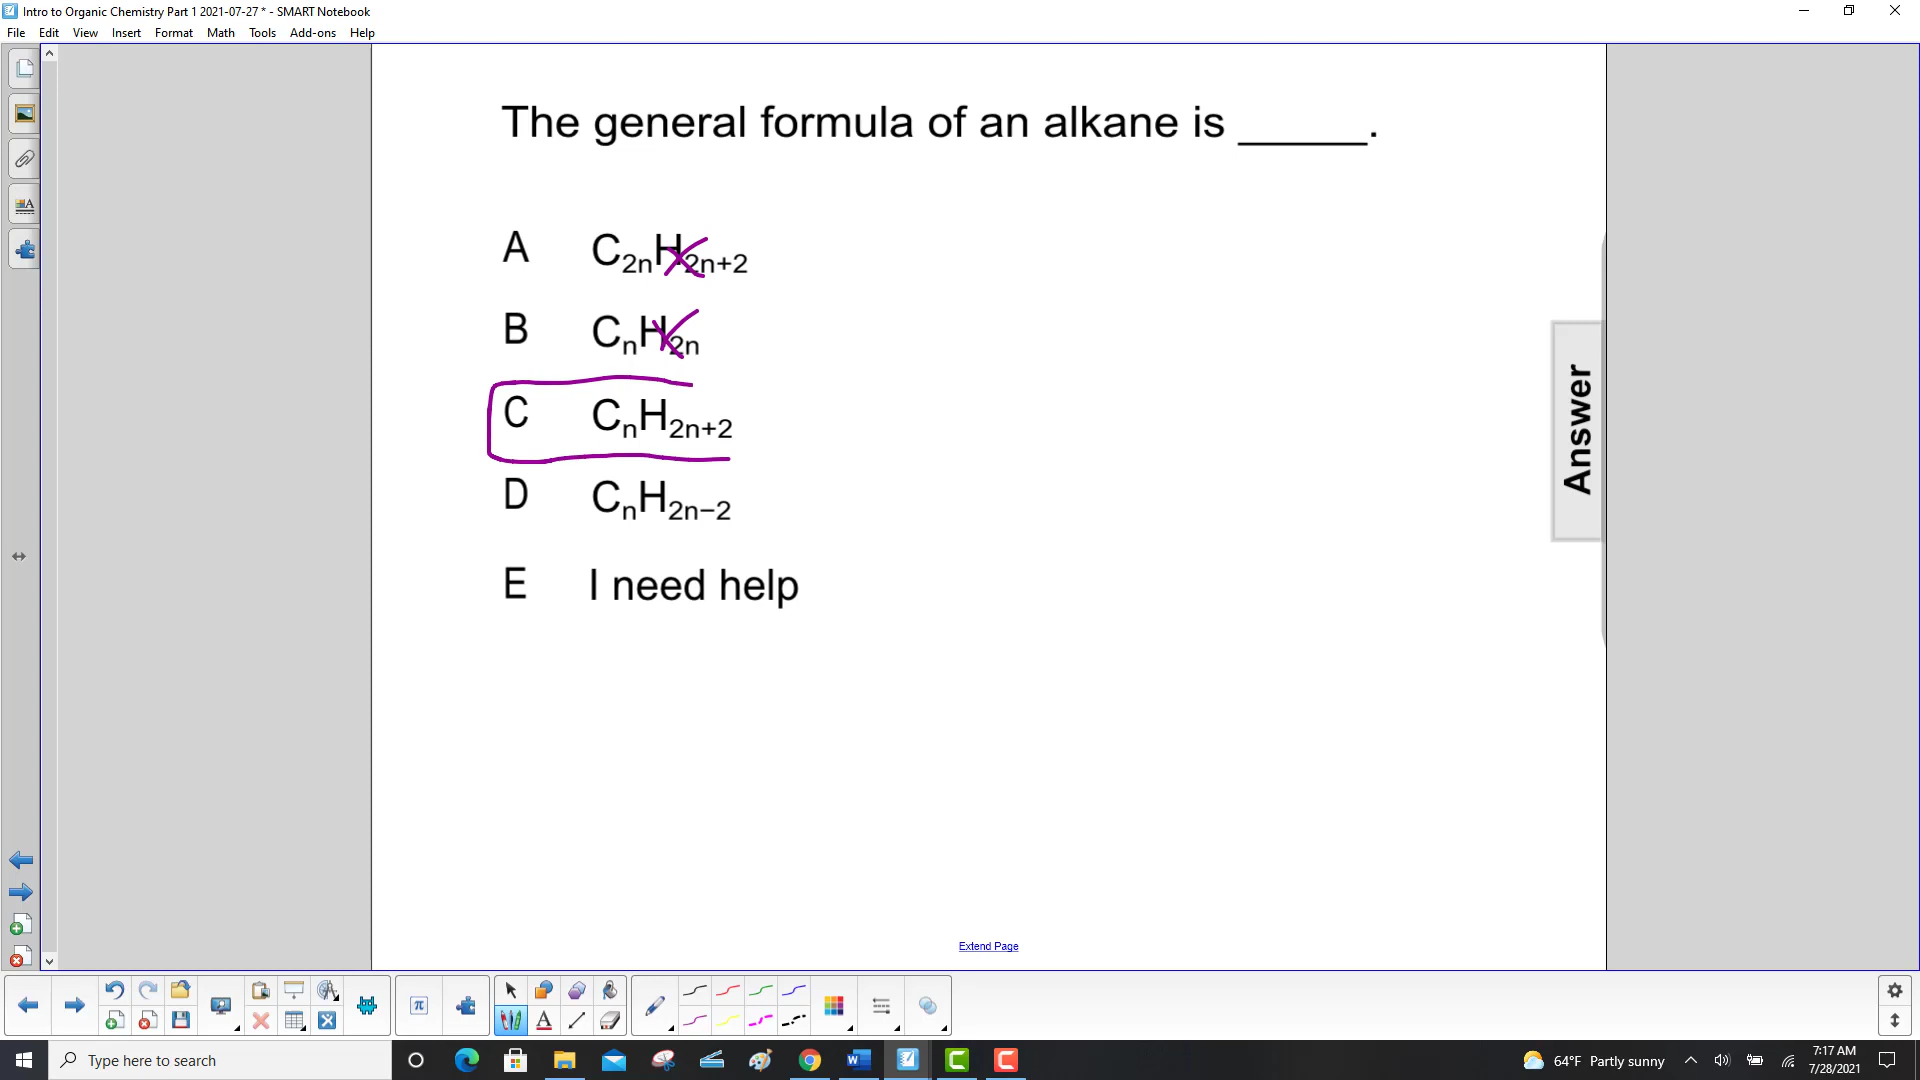 Intro to Organic Chemistry Part 1 2021-07-27 * - SMART Notebook
File Edit View Insert Format Math Tools Add-ons Help
The general formula of an alkane is ______.
A C₂ₙH₂ₙ₊₂
B CₙH₂ₙ
C CₙH₂ₙ₊₂
D CₙH₂ₙ₋₂
E I need help
Answer
Extend Page
π
A
Type here to search
64°F Partly sunny
7:17 AM
7/28/2021